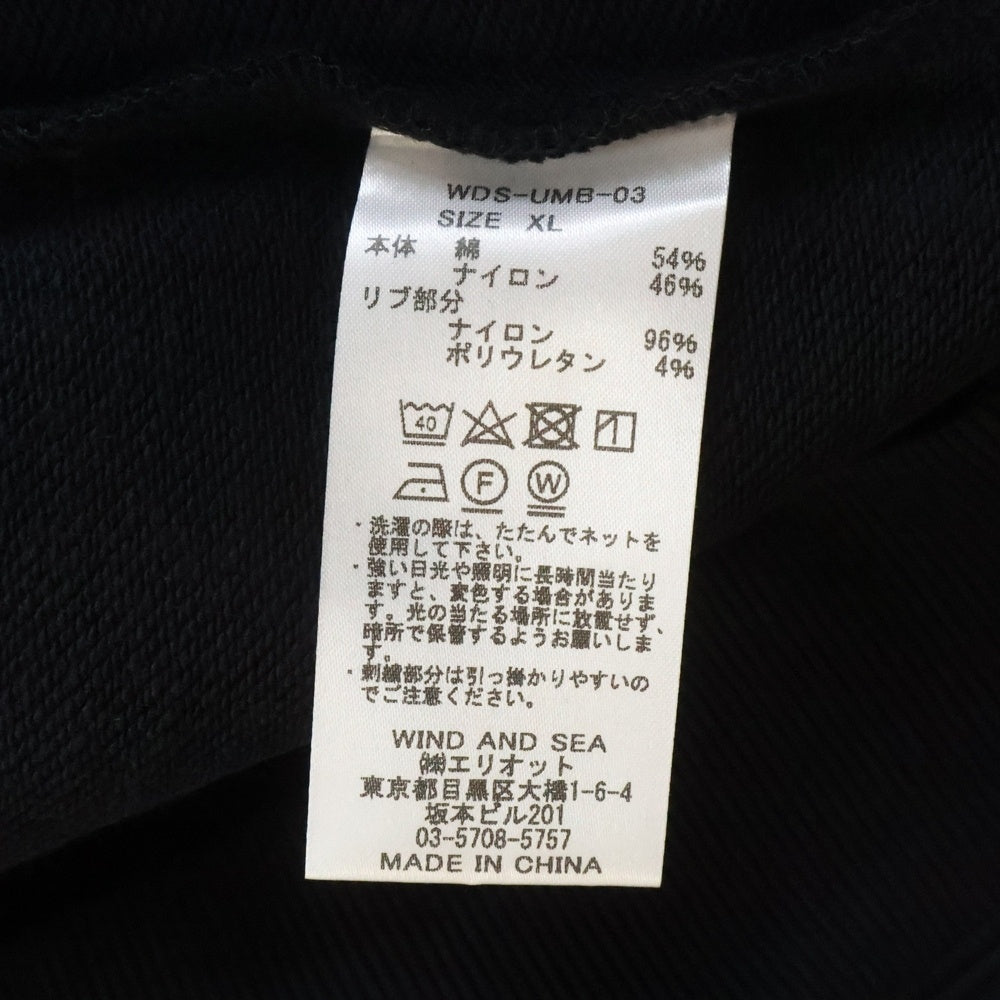 WDS-UMB-03
SIZE XL
本体 綿 54%
ナイロン 46%
リブ部分
ナイロン 96%
ポリウレタン 4%
40
F W
・洗濯の際は、たたんでネットを
使用して下さい。
・強い日光や照明に長時間当たり
ますと、変色する場合がありま
す。光の当たる場所に放置せず、
暗所で保管するようお願いしま
す。
・刺繍部分は引っ掛かりやすいの
でご注意ください。
WIND AND SEA
㈱エリオット
東京都目黒区大橋1-6-4
坂本ビル201
03-5708-5757
MADE IN CHINA